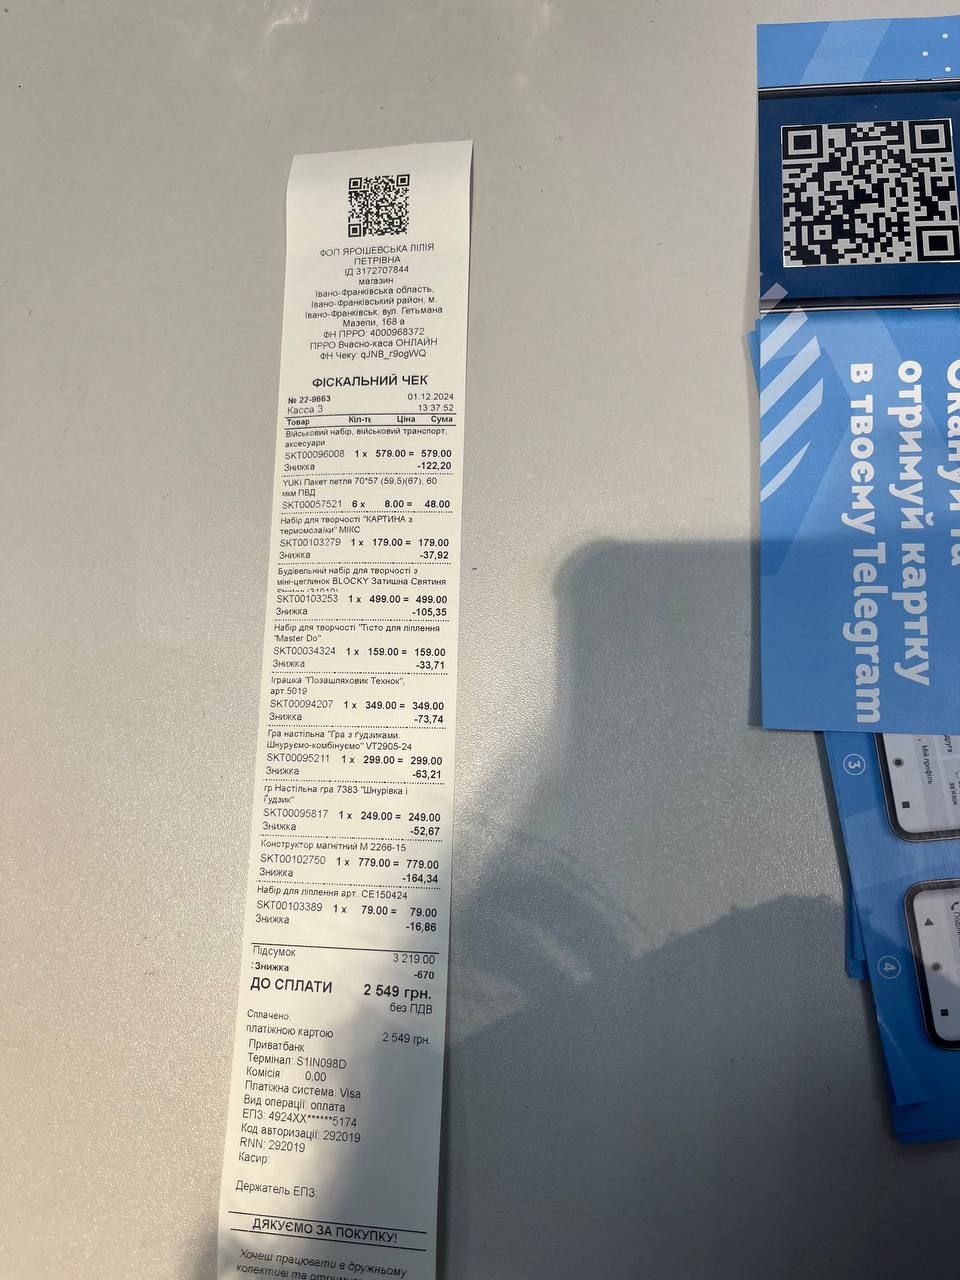 ФОП ЯРОШЕВСЬКА ЛІЛІЯ
ПЕТРІВНА
ІД 3172707844
магазин
Івано-Франківська область,
Івано-Франківський район, м.
Івано-Франківськ, вул. Гетьмана
Мазепи, 168 а
ФН ПРРО: 4000968372
ПРРО Вчасно-каса ОНЛАЙН
ФН Чеку: qJNB_r9ogWQ
ФІСКАЛЬНИЙ ЧЕК
№ 22-9663 01.12.2024
Касса 3 13:37:52
Товар Кіл-ть Ціна Сума
Військовий набір, військовий транспорт,
аксесуари
SKT00096008 1 x 579.00 = 579.00
Знижка -122,20
YUKI Пакет петля 70*57 (59,5)(67), 60
мкм ПВД
SKT00057521 6 x 8.00 = 48.00
Набір для творчості "КАРТИНА з
термомозаїки" МІКС
SKT00103279 1 x 179.00 = 179.00
Знижка -37,92
Будівельний набір для творчості з
міні-цеглинок BLOCKY Затишна Святиня
SKT00103253 1 x 499.00 = 499.00
Знижка -105,35
Набір для творчості "Тісто для ліплення
"Master Do"
SKT00034324 1 x 159.00 = 159.00
Знижка -33,71
Іграшка "Позашляховик Технок",
арт.5019
SKT00094207 1 x 349.00 = 349.00
Знижка -73,74
Гра настільна "Гра з ґудзиками.
Шнуруємо-комбінуємо" VT2905-24
SKT00095211 1 x 299.00 = 299.00
Знижка -63,21
гр Настільна гра 7383 "Шнурівка і
Ґудзик"
SKT00095817 1 x 249.00 = 249.00
Знижка -52,67
Конструктор магнітний M 2266-15
SKT00102750 1 x 779.00 = 779.00
-164,34
Набір для ліплення арт. CE150424
SKT00103389 1 x 79.00 = 79.00
Знижка -16,86
Підсумок 3 219.00
:Знижка -670
ДО СПЛАТИ 2 549 грн.
без ПДВ
Сплачено:
платіжною картою 2 549 грн.
Приватбанк
Термінал: S1IN098D
Комісія: 0,00
Платіжна система: Visa
Вид операції: оплата
ЕПЗ: 4924XX******5174
Код авторизації: 292019
RNN: 292019
Касир:
Держатель ЕПЗ:
ДЯКУЄМО ЗА ПОКУПКУ!
Хочеш працювати в дружньому
колективі та
отримуй картку
в твоєму Telegram
3
Мій профіль
4